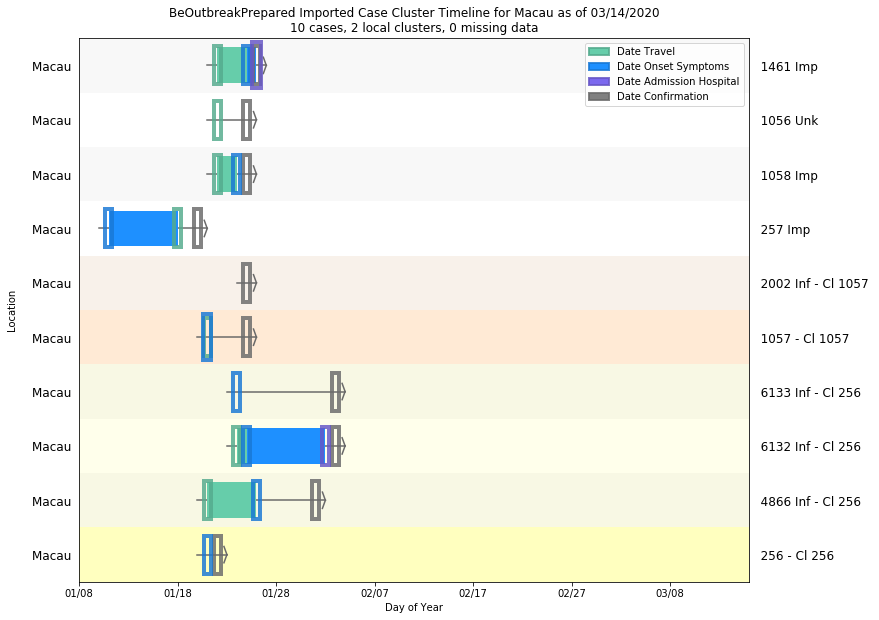 BeOutbreakPrepared Imported Case Cluster Timeline for Macau as of 03/14/2020
10 cases, 2 local clusters, 0 missing data
Date Travel
Date Onset Symptoms
Date Admission Hospital
Date Confirmation
Macau 1461 Imp
Macau 1056 Unk
Macau 1058 Imp
Macau 257 Imp
Macau 2002 Inf - Cl 1057
Macau 1057 - Cl 1057
Macau 6133 Inf - Cl 256
Macau 6132 Inf - Cl 256
Macau 4866 Inf - Cl 256
Macau 256 - Cl 256
Location
01/08 01/18 01/28 02/07 02/17 02/27 03/08
Day of Year